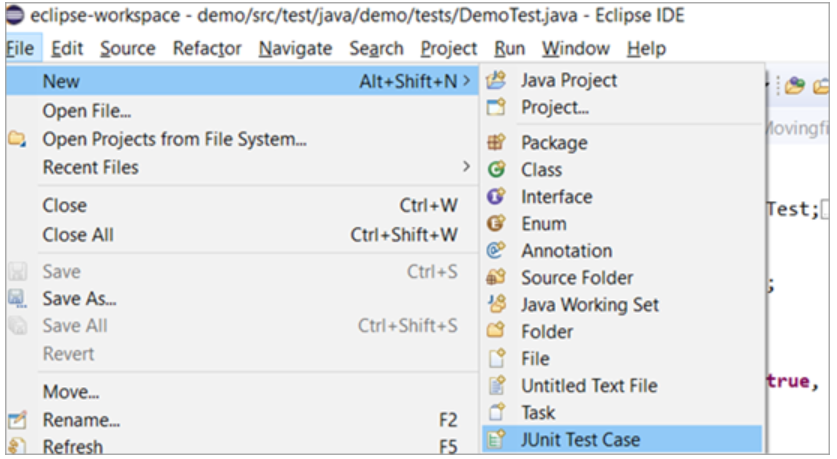 eclipse-workspace - demo/src/test/java/demo/tests/DemoTest.java - Eclipse IDE
File Edit Source Refactor Navigate Search Project Run Window Help
New Alt+Shift+N >
Open File...
Open Projects from File System...
Recent Files >
Close Ctrl+W
Close All Ctrl+Shift+W
Save Ctrl+S
Save As...
Save All Ctrl+Shift+S
Revert
Move...
Rename... F2
Refresh F5
Java Project
Project...
Package
Class
Interface
Enum
Annotation
Source Folder
Java Working Set
Folder
File
Untitled Text File
Task
JUnit Test Case
Movingfi
Test;
;
true,